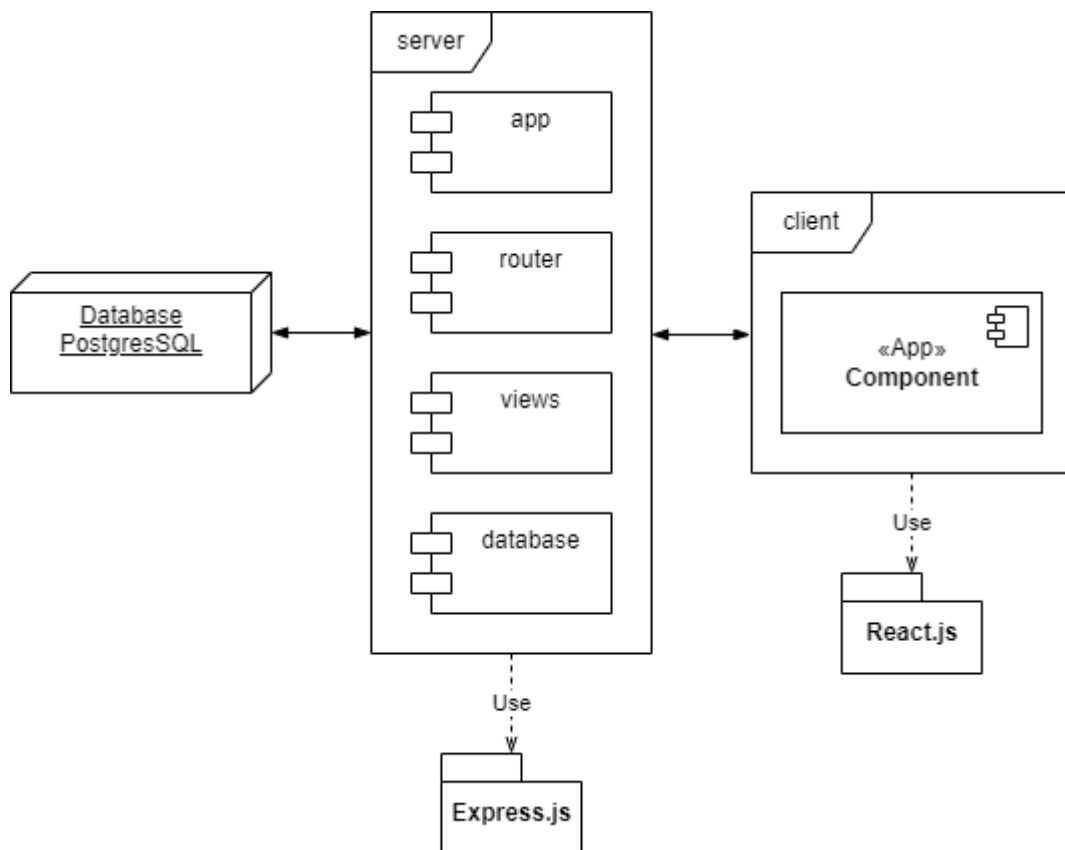 server
app
router
views
database
Use
Express.js
Database
PostgresSQL
client
«App»
Component
Use
React.js